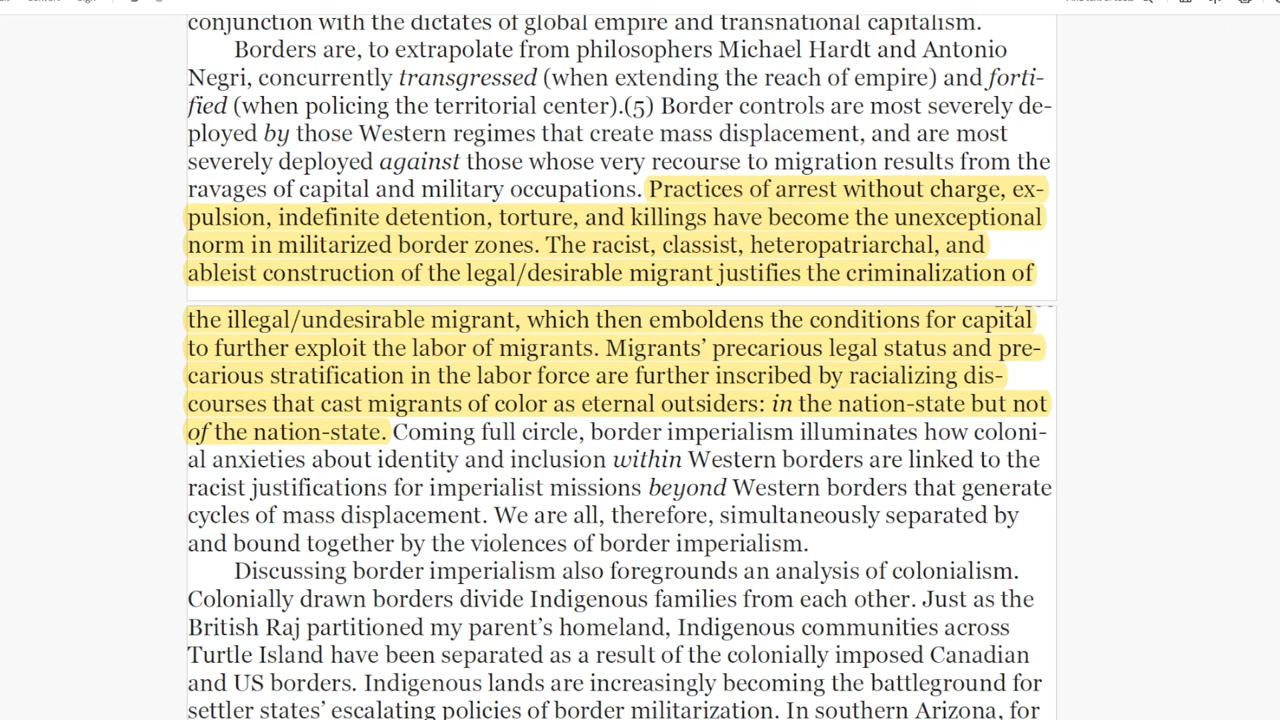 conjunction with the dictates of global empire and transnational capitalism.
Borders are, to extrapolate from philosophers Michael Hardt and Antonio
Negri, concurrently transgressed (when extending the reach of empire) and forti-
fied (when policing the territorial center).(5) Border controls are most severely de-
ployed by those Western regimes that create mass displacement, and are most
severely deployed against those whose very recourse to migration results from the
ravages of capital and military occupations. Practices of arrest without charge, ex-
pulsion, indefinite detention, torture, and killings have become the unexceptional
norm in militarized border zones. The racist, classist, heteropatriarchal, and
ableist construction of the legal/desirable migrant justifies the criminalization of
the illegal/undesirable migrant, which then emboldens the conditions for capital
to further exploit the labor of migrants. Migrants’ precarious legal status and pre-
carious stratification in the labor force are further inscribed by racializing dis-
courses that cast migrants of color as eternal outsiders: in the nation-state but not
of the nation-state. Coming full circle, border imperialism illuminates how coloni-
al anxieties about identity and inclusion within Western borders are linked to the
racist justifications for imperialist missions beyond Western borders that generate
cycles of mass displacement. We are all, therefore, simultaneously separated by
and bound together by the violences of border imperialism.
Discussing border imperialism also foregrounds an analysis of colonialism.
Colonially drawn borders divide Indigenous families from each other. Just as the
British Raj partitioned my parent’s homeland, Indigenous communities across
Turtle Island have been separated as a result of the colonially imposed Canadian
and US borders. Indigenous lands are increasingly becoming the battleground for
settler states’ escalating policies of border militarization. In southern Arizona, for